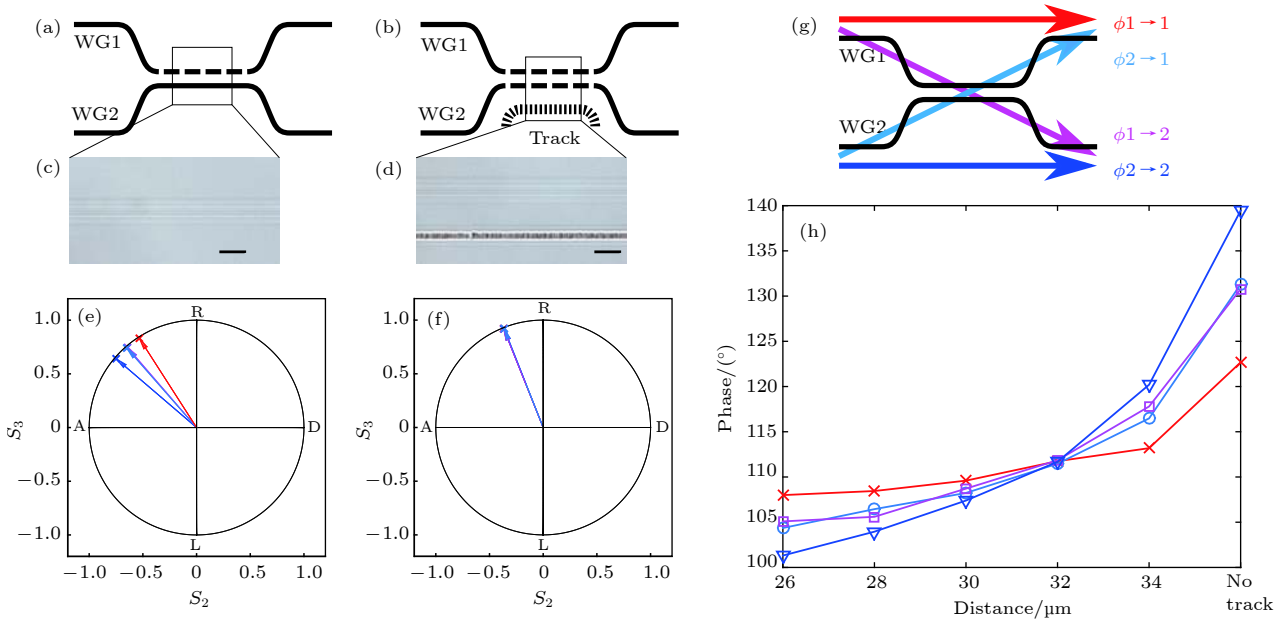 (a)
WG1
WG2
(b)
WG1
WG2
Track
(c)
(d)
(e)
R
A
D
L
1.0
0.5
0
−0.5
−1.0
S3
−1.0 −0.5 0 0.5 1.0
S2
(f)
R
A
D
L
1.0
0.5
0
−0.5
−1.0
S3
−1.0 −0.5 0 0.5 1.0
S2
(g)
WG1
WG2
ϕ1→1
ϕ2→1
ϕ1→2
ϕ2→2
(h)
140
135
130
125
120
115
110
105
100
Phase/(°)
26 28 30 32 34 No track
Distance/µm